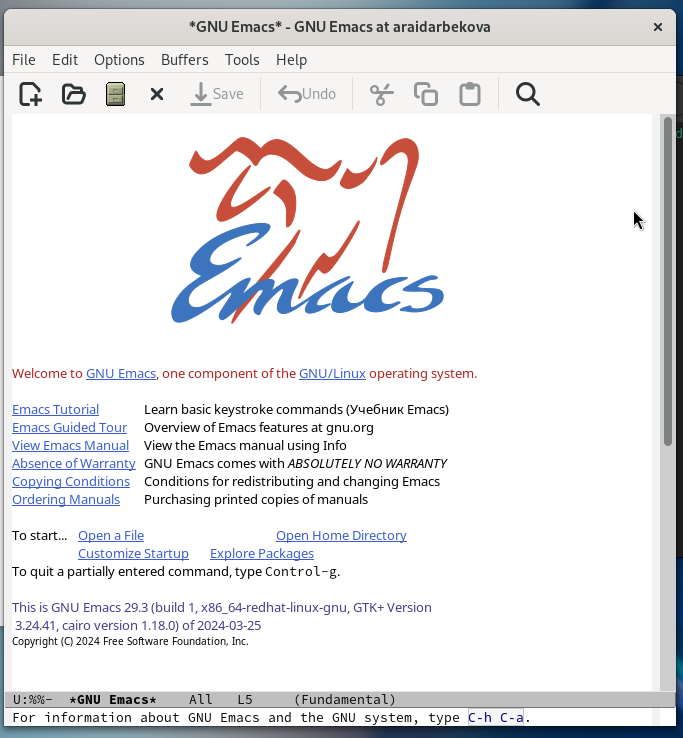 *GNU Emacs* - GNU Emacs at araidarbekova
File Edit Options Buffers Tools Help
Save Undo
Emacs
Welcome to GNU Emacs, one component of the GNU/Linux operating system.
Emacs Tutorial Learn basic keystroke commands (Учебник Emacs)
Emacs Guided Tour Overview of Emacs features at gnu.org
View Emacs Manual View the Emacs manual using Info
Absence of Warranty GNU Emacs comes with ABSOLUTELY NO WARRANTY
Copying Conditions Conditions for redistributing and changing Emacs
Ordering Manuals Purchasing printed copies of manuals
To start... Open a File Open Home Directory
Customize Startup Explore Packages
To quit a partially entered command, type Control-g.
This is GNU Emacs 29.3 (build 1, x86_64-redhat-linux-gnu, GTK+ Version
3.24.41, cairo version 1.18.0) of 2024-03-25
Copyright (C) 2024 Free Software Foundation, Inc.
U:%%- *GNU Emacs* All L5 (Fundamental)
For information about GNU Emacs and the GNU system, type C-h C-a.